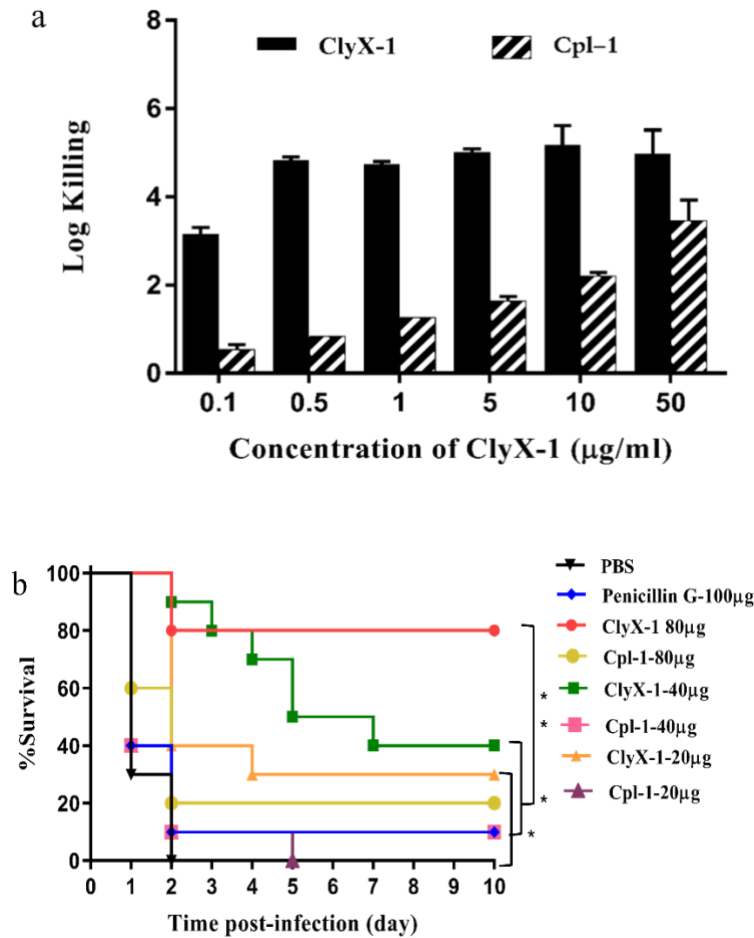 a
ClyX-1
Cpl-1
8
6
4
2
0
Log Killing
0.1 0.5 1 5 10 50
Concentration of ClyX-1 (µg/ml)
b
100
80
60
40
20
0
%Survival
0 1 2 3 4 5 6 7 8 9 10
Time post-infection (day)
PBS
Penicillin G-100µg
ClyX-1 80µg
Cpl-1-80µg
ClyX-1-40µg
Cpl-1-40µg
ClyX-1-20µg
Cpl-1-20µg
*
*
*
*